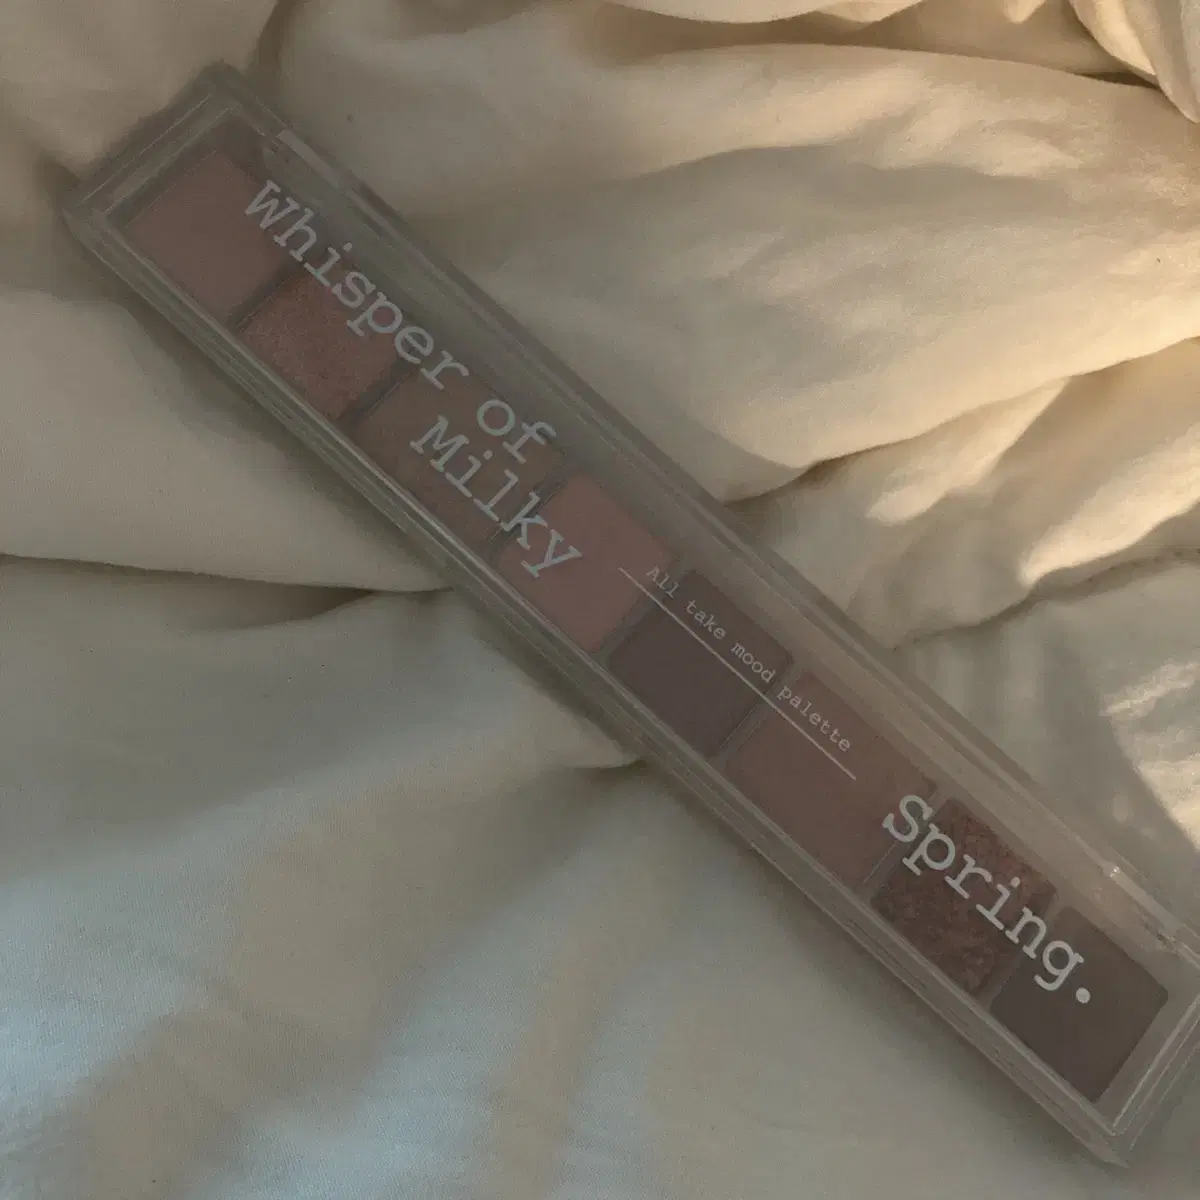 Whisper of
Milky
All take mood palette
Spring.